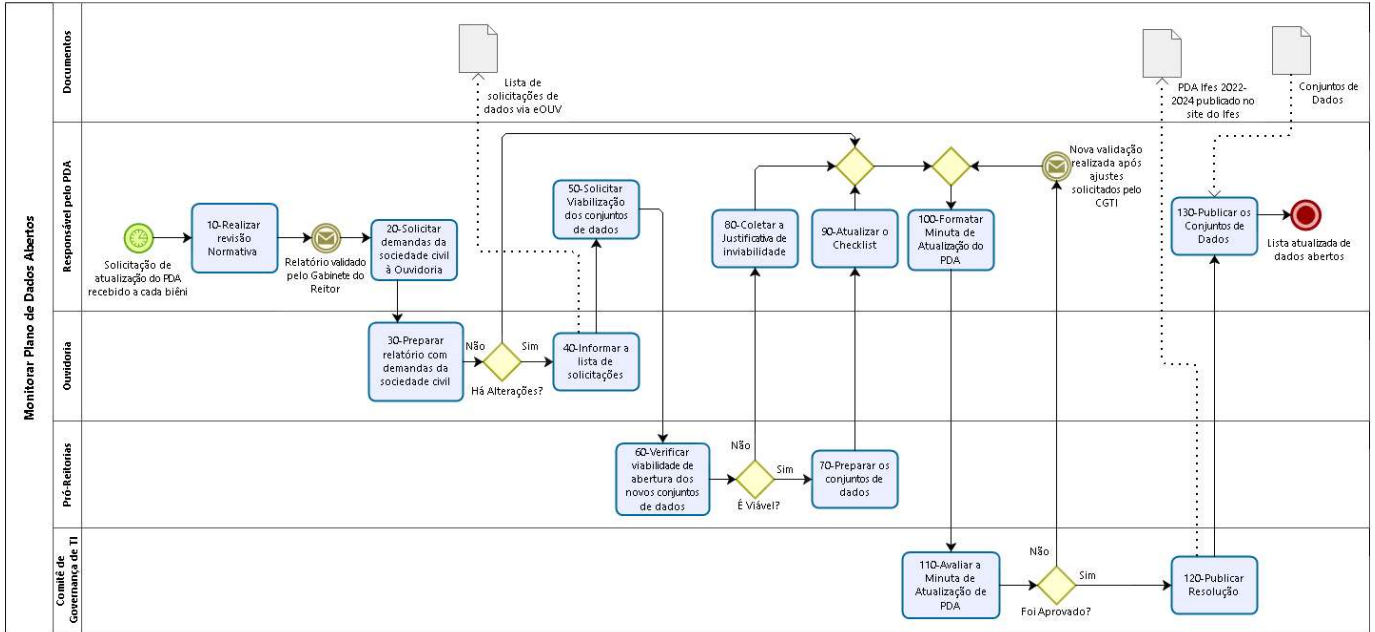 Monitorar Plano de Dados Abertos
Documentos
Lista de
solicitações de
dados via eOUV
PDA Ifes 2022-
2024 publicado no
site do Ifes
Conjuntos de
Dados
Responsável pelo PDA
Solicitação de
atualização do PDA
recebido a cada biêni
10-Realizar
revisão
Normativa
Relatório validado
pelo Gabinete do
Reitor
20-Solicitar
demandas da
sociedade civil
à Ouvidoria
50-Solicitar
Viabilização
dos conjuntos
de dados
80-Coletar a
Justificativa de
inviabilidade
90-Atualizar o
Checklist
100-Formatar
Minuta de
Atualização do
PDA
Nova validação
realizada após
ajustes
solicitados pelo
CGTI
130-Publicar os
Conjuntos de
Dados
Lista atualizada de
dados abertos
Ouvidoria
30-Preparar
relatório com
demandas da
sociedade civil
Não
Sim
Há Alterações?
40-Informar a
lista de
solicitações
Pró-Reitorias
60-Verificar
viabilidade de
abertura dos
novos conjuntos
de dados
Não
Sim
É Viável?
70-Preparar os
conjuntos de
dados
Comitê de
Governança de TI
110-Avaliar a
Minuta de
Atualização de
PDA
Não
Sim
Foi Aprovado?
120-Publicar
Resolução